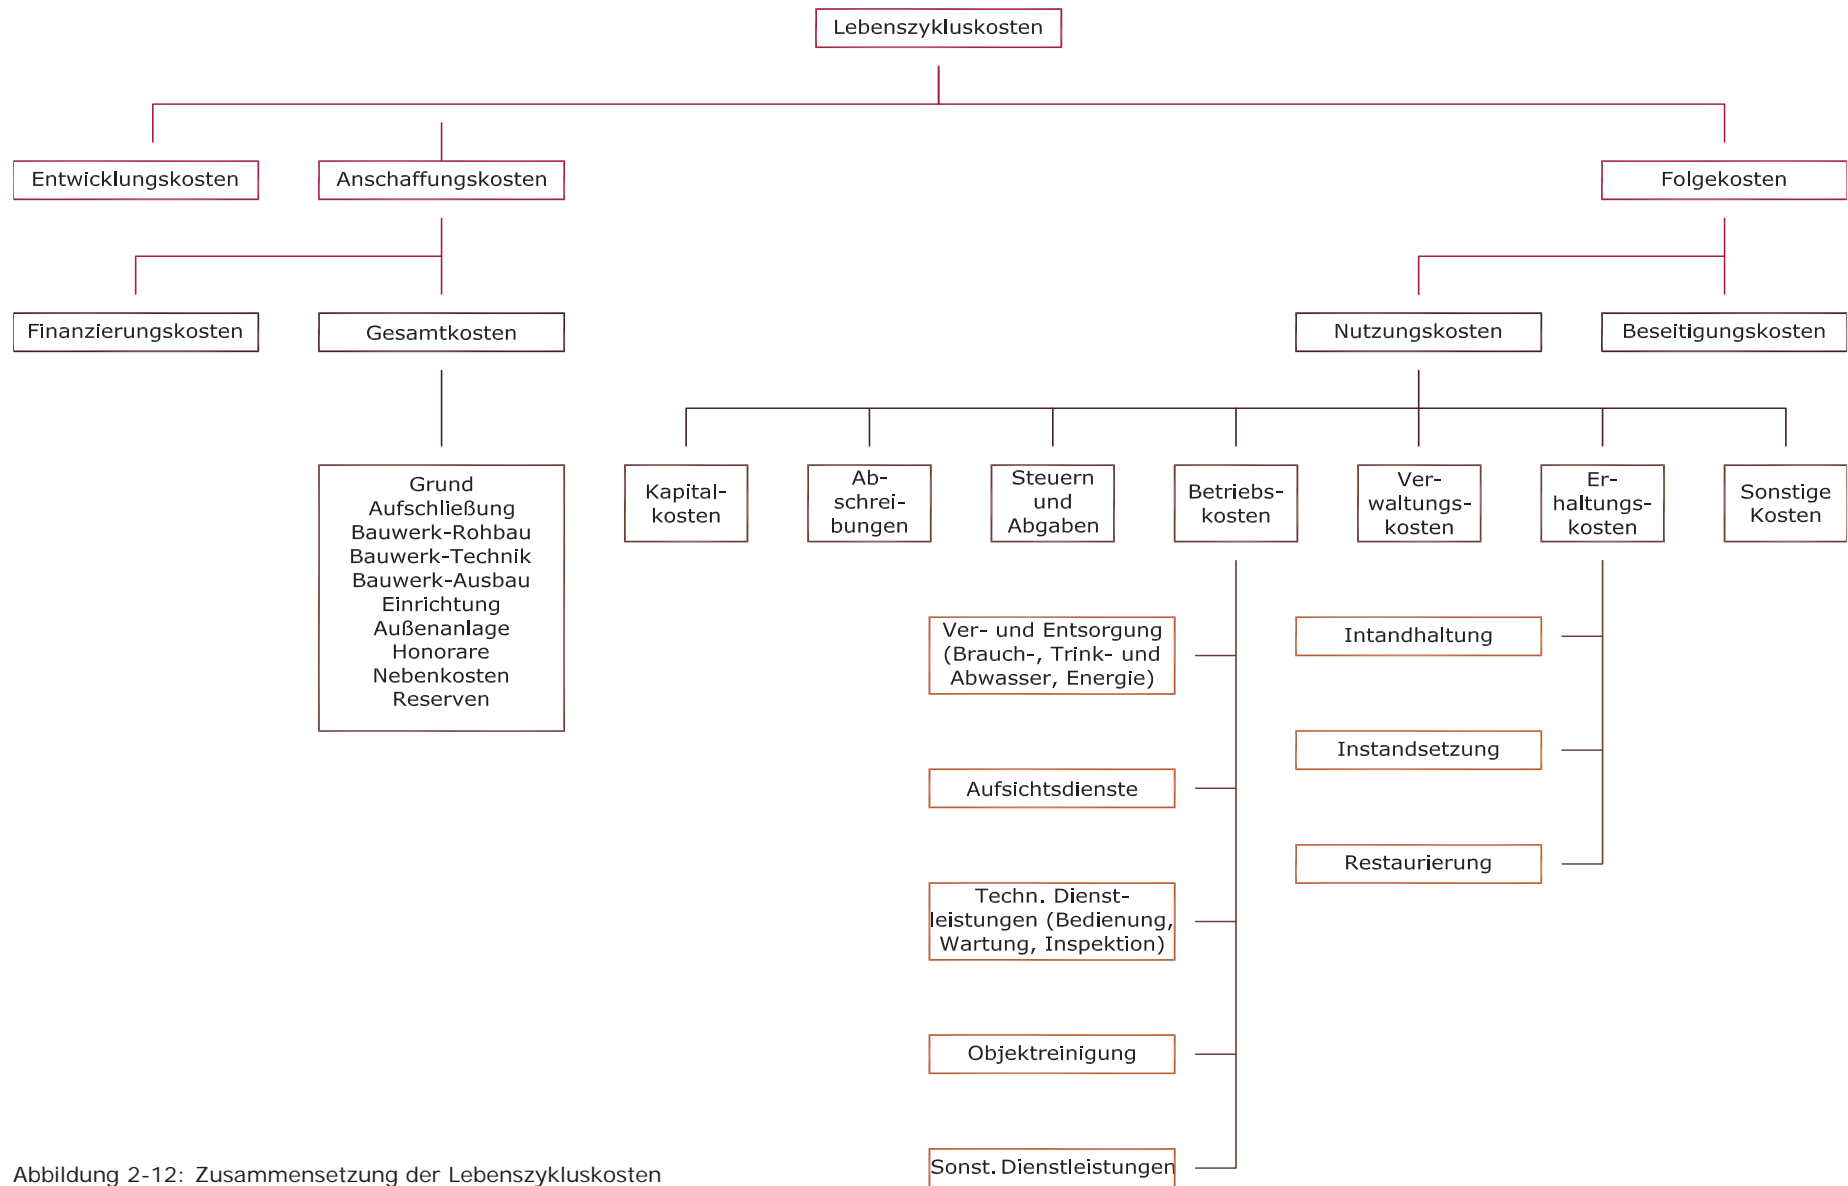 Lebenszykluskosten
Entwicklungskosten
Anschaffungskosten
Folgekosten
Finanzierungskosten
Gesamtkosten
Nutzungskosten
Beseitigungskosten
Grund
Aufschließung
Bauwerk-Rohbau
Bauwerk-Technik
Bauwerk-Ausbau
Einrichtung
Außenanlage
Honorare
Nebenkosten
Reserven
Kapital-
kosten
Ab-
schrei-
bungen
Steuern
und
Abgaben
Betriebs-
kosten
Ver-
waltungs-
kosten
Er-
haltungs-
kosten
Sonstige
Kosten
Ver- und Entsorgung
(Brauch-, Trink- und
Abwasser, Energie)
Aufsichtsdienste
Techn. Dienst-
leistungen (Bedienung,
Wartung, Inspektion)
Objektreinigung
Sonst. Dienstleistungen
Intandhaltung
Instandsetzung
Restaurierung
Abbildung 2-12: Zusammensetzung der Lebenszykluskosten